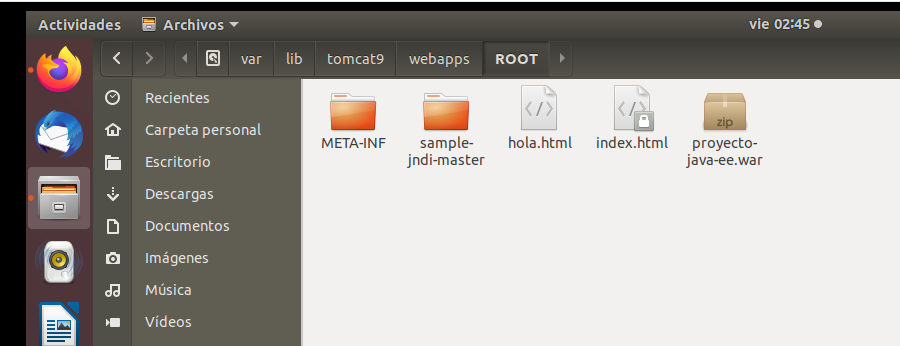 Actividades Archivos vie 02:45
var lib tomcat9 webapps ROOT
Recientes
Carpeta personal
Escritorio
Descargas
Documentos
Imágenes
Música
Vídeos
META-INF
sample-
jndi-master
hola.html
index.html
zip
proyecto-
java-ee.war